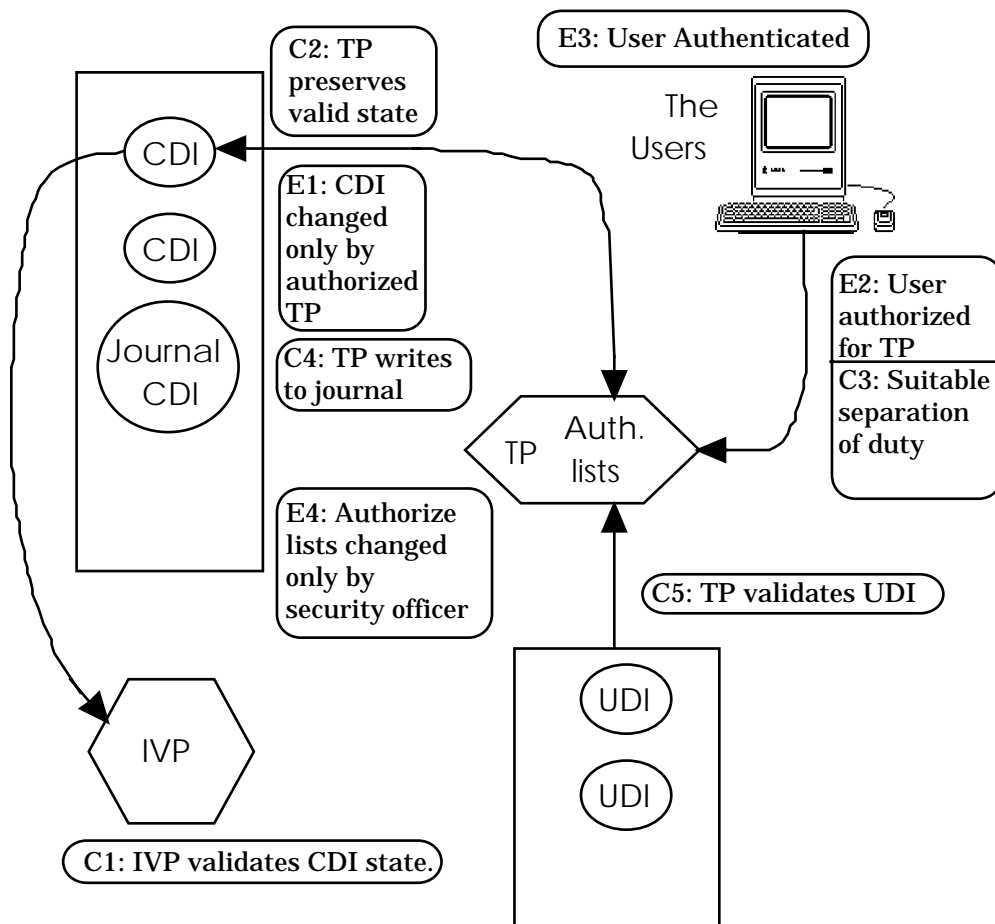 C2: TP
preserves
valid state
E3: User Authenticated
The
Users
CDI
E1: CDI
changed
only by
authorized
TP
CDI
E2: User
authorized
for TP
Journal
CDI
C4: TP writes
to journal
C3: Suitable
separation
of duty
TP
Auth.
lists
E4: Authorize
lists changed
only by
security officer
C5: TP validates UDI
UDI
IVP
UDI
C1: IVP validates CDI state.